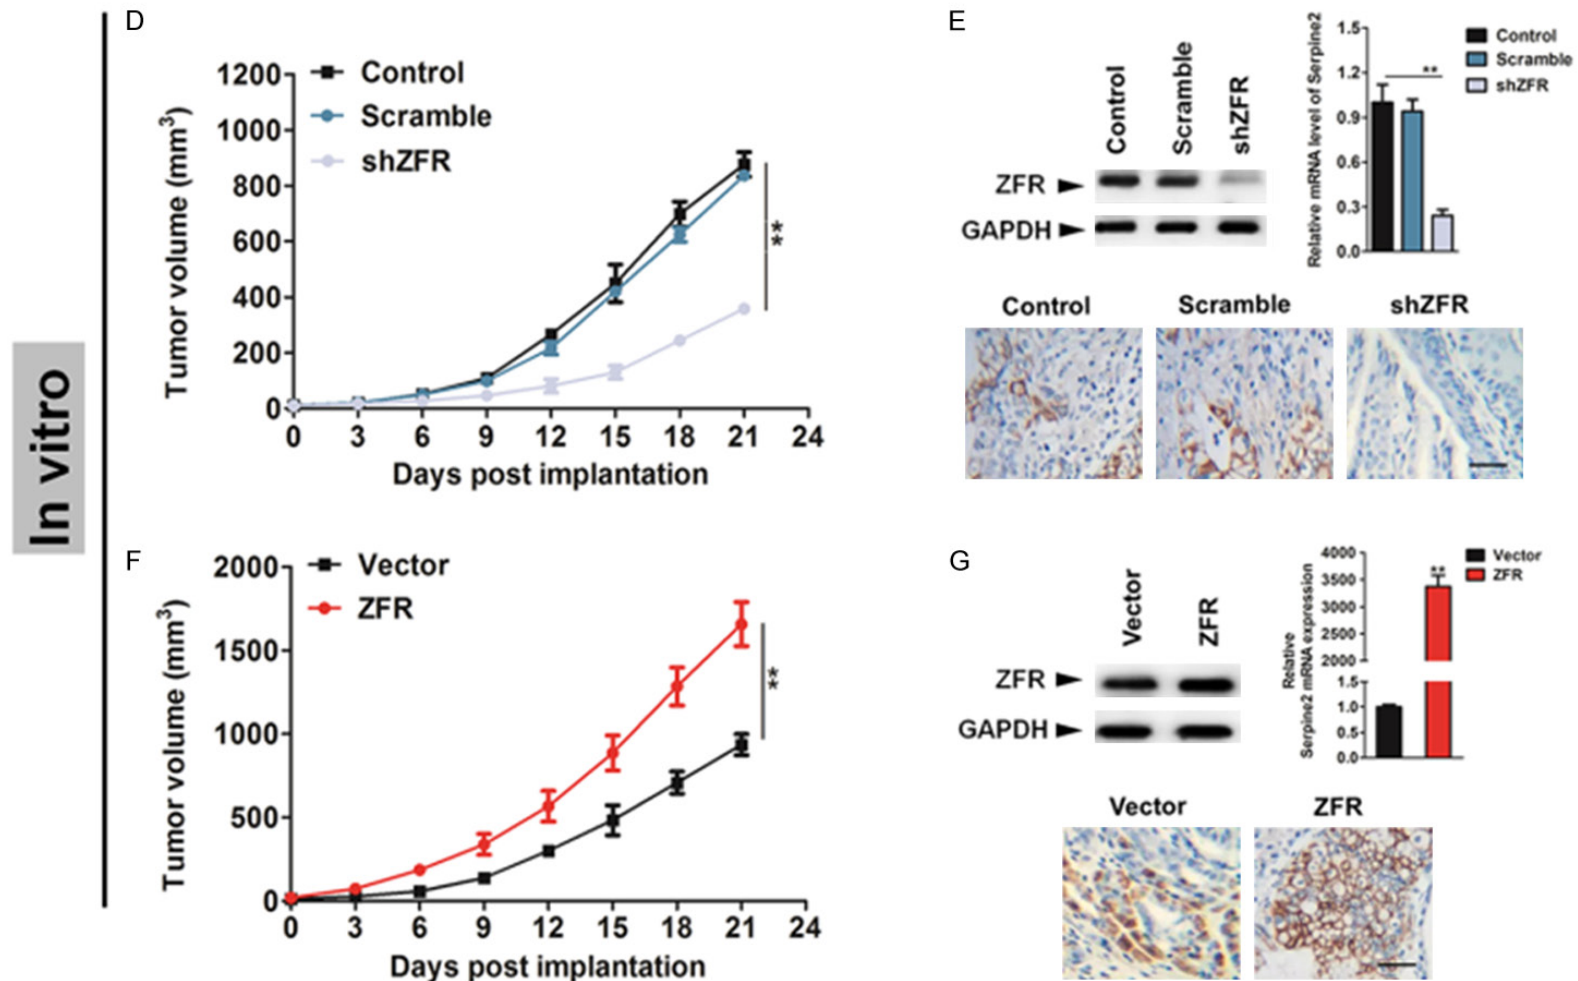 In vitro
D
Tumor volume (mm³)
1200
1000
800
600
400
200
0
Control
Scramble
shZFR
**
0 3 6 9 12 15 18 21 24
Days post implantation
E
Control
Scramble
shZFR
ZFR
GAPDH
Relative mRNA level of Serpine2
1.5
1.2
0.9
0.6
0.3
0.0
**
Control
Scramble
shZFR
Control Scramble shZFR
F
Tumor volume (mm³)
2000
1500
1000
500
0
Vector
ZFR
**
0 3 6 9 12 15 18 21 24
Days post implantation
G
Vector
ZFR
ZFR
GAPDH
Relative
Serpine2 mRNA expression
4000
3500
3000
2500
2000
1.5
1.0
0.5
0.0
**
Vector
ZFR
Vector ZFR